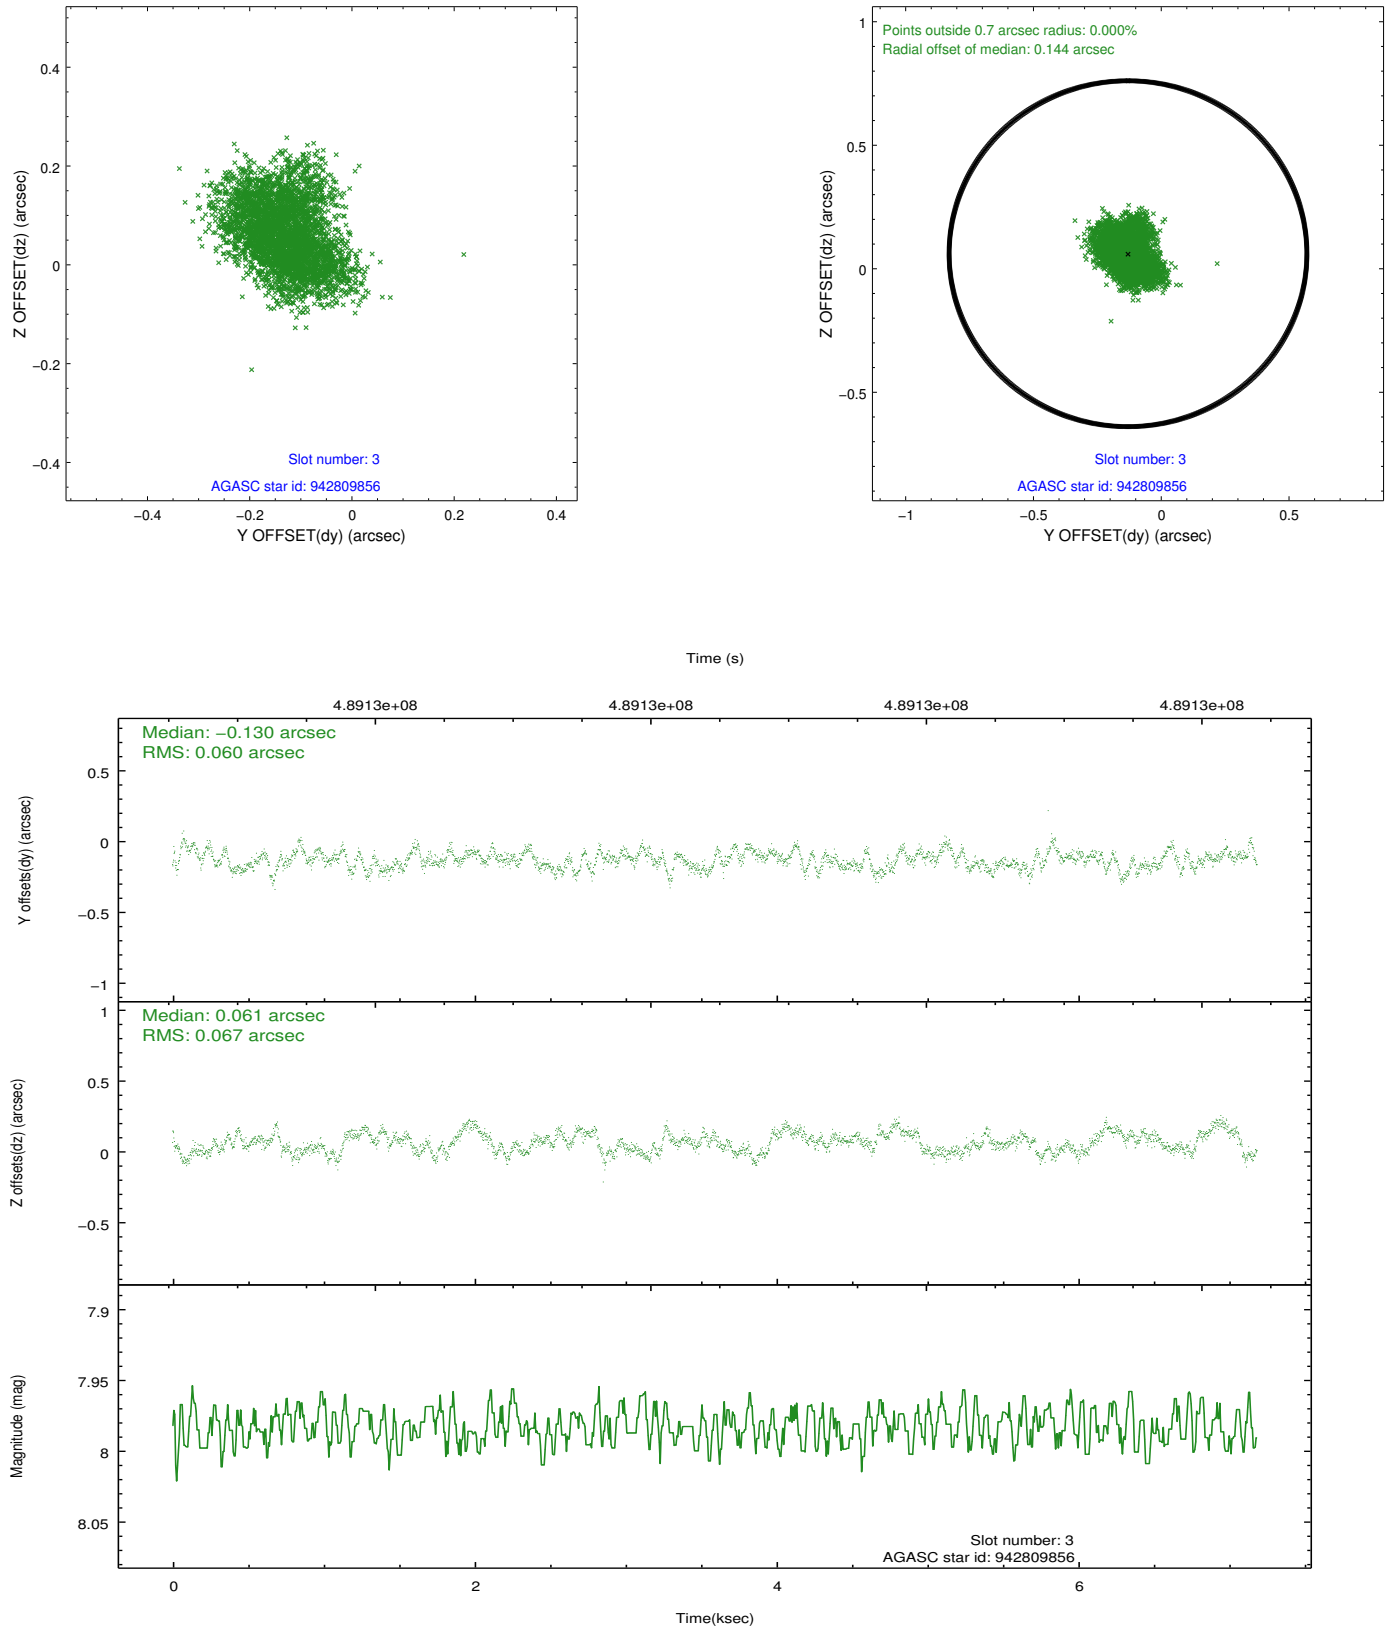 Z OFFSET(dz) (arcsec)
0.4
0.2
0
−0.2
−0.4
Slot number: 3
AGASC star id: 942809856
−0.4
−0.2
0
0.2
0.4
Y OFFSET(dy) (arcsec)
Points outside 0.7 arcsec radius: 0.000%
Radial offset of median: 0.144 arcsec
Z OFFSET(dz) (arcsec)
1
0.5
0
−0.5
Slot number: 3
AGASC star id: 942809856
−1
−0.5
0
0.5
Y OFFSET(dy) (arcsec)
Time (s)
4.8913e+08
4.8913e+08
4.8913e+08
4.8913e+08
Median: −0.130 arcsec
RMS: 0.060 arcsec
Y offsets(dy) (arcsec)
0.5
0
−0.5
−1
Median: 0.061 arcsec
RMS: 0.067 arcsec
Z offsets(dz) (arcsec)
1
0.5
0
−0.5
Magnitude (mag)
7.9
7.95
8
8.05
Slot number: 3
AGASC star id: 942809856
0
2
4
6
Time(ksec)